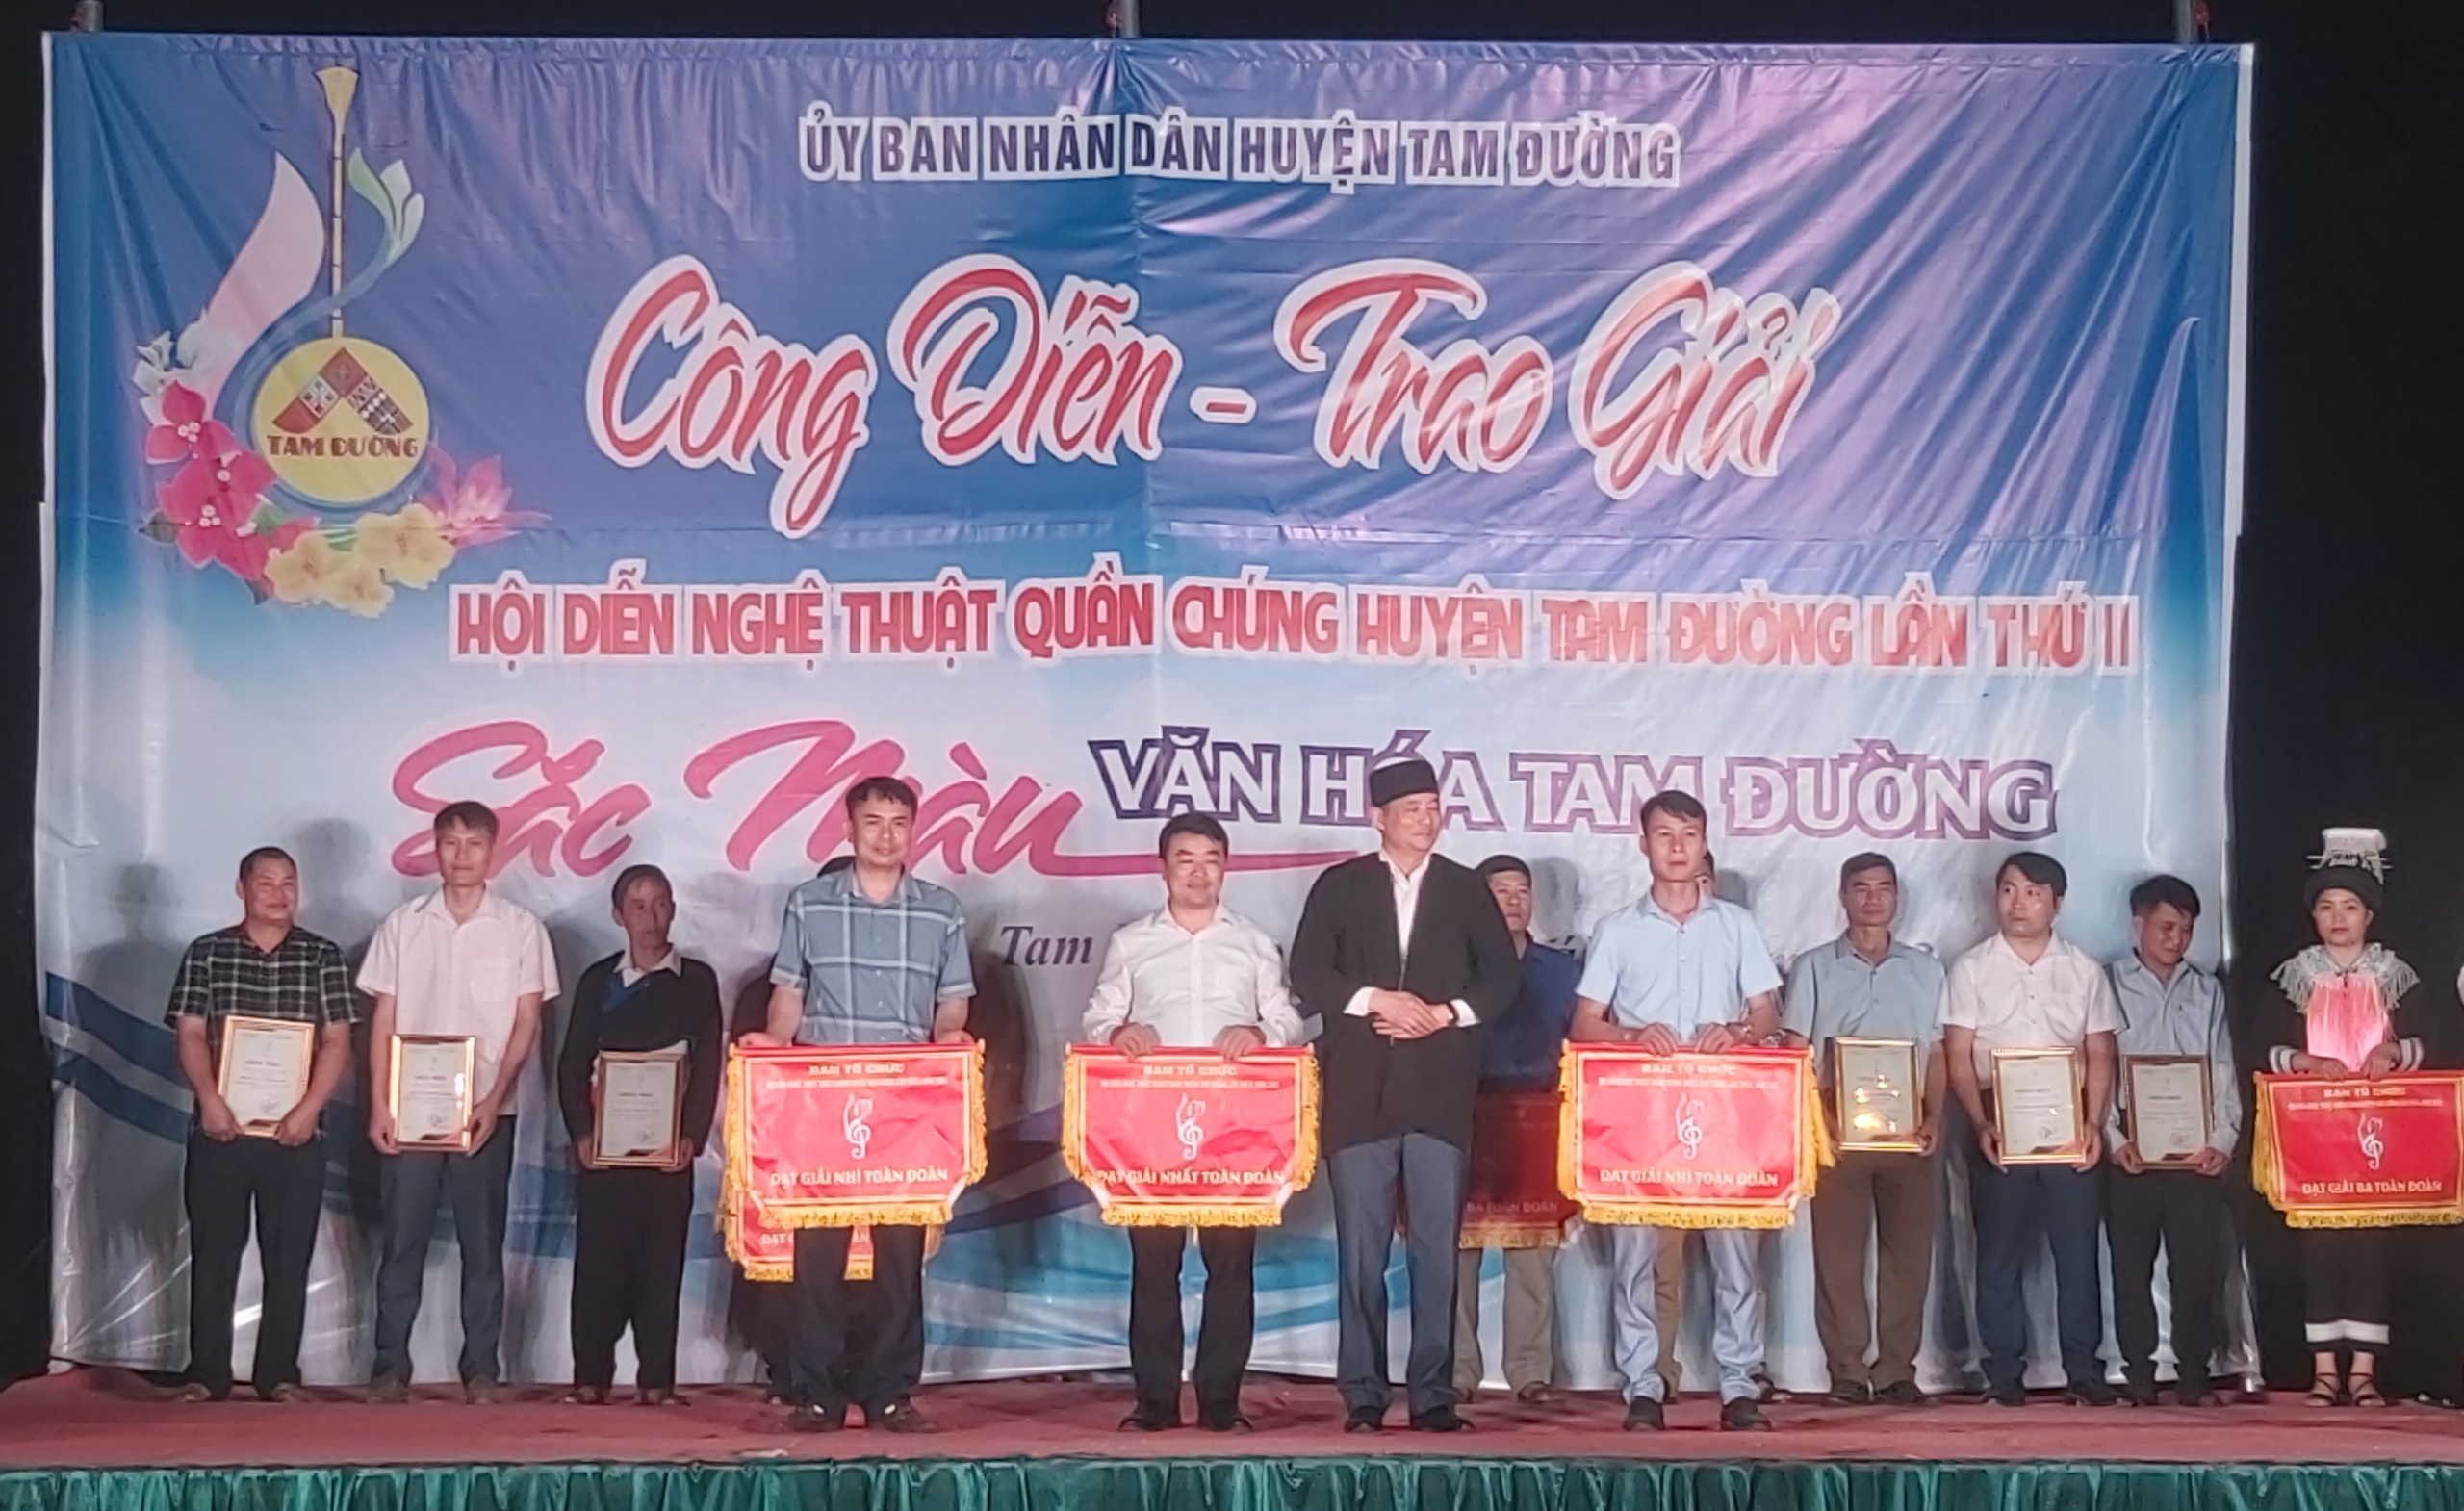 ỦY BAN NHÂN DÂN HUYỆN TAM ĐƯỜNG
Công Diễn - Trao Giải
TAM ĐƯỜNG
HỘI DIỄN NGHỆ THUẬT QUẦN CHÚNG HUYỆN TAM ĐƯỜNG LẦN THỨ II
Sắc Màu VĂN HÓA TAM ĐƯỜNG
Tam
BAN TỔ CHỨC
ĐẠT GIẢI NHÌ TOÀN ĐOÀN
BAN TỔ CHỨC
ĐẠT GIẢI NHẤT TOÀN ĐOÀN
BA TOÀN ĐOÀN
BAN TỔ CHỨC
ĐẠT GIẢI NHÌ TOÀN ĐOÀN
BAN TỔ CHỨC
ĐẠT GIẢI BA TOÀN ĐOÀN